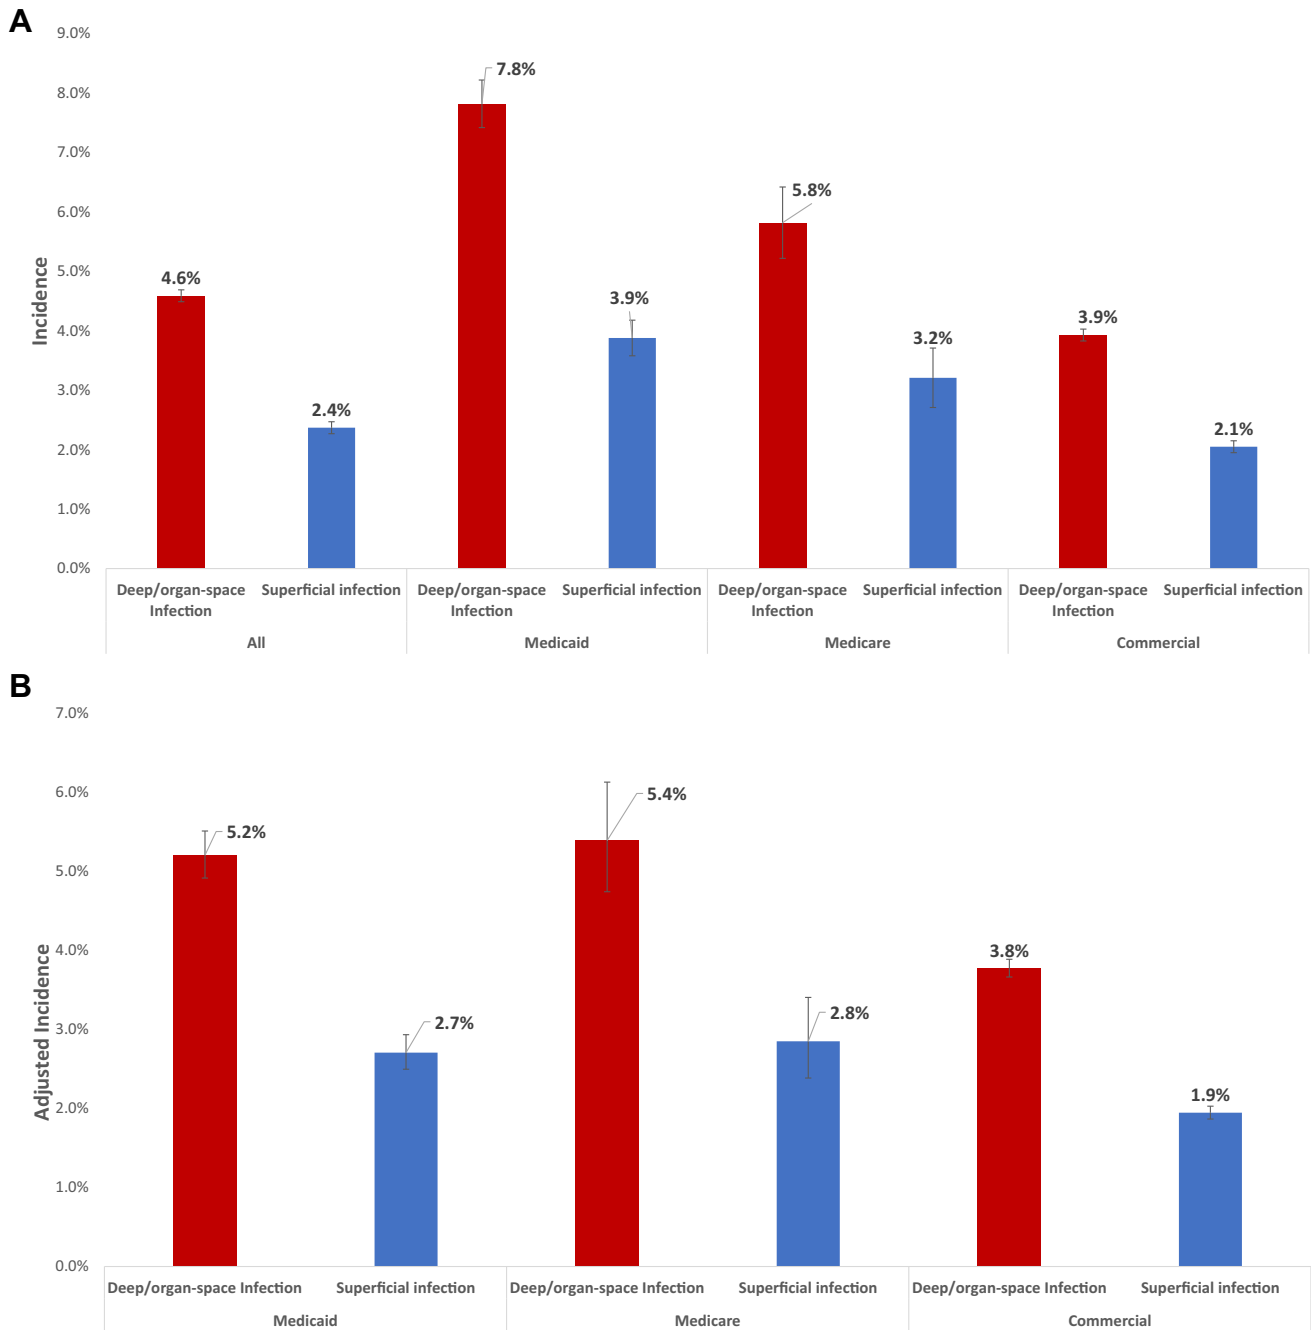 A
9.0%
8.0%
7.0%
6.0%
5.0%
4.0%
3.0%
2.0%
1.0%
0.0%
Incidence
4.6%
2.4%
7.8%
3.9%
5.8%
3.2%
3.9%
2.1%
Deep/organ-space
Infection
Superficial infection
Deep/organ-space
Infection
Superficial infection
Deep/organ-space
Infection
Superficial infection
Deep/organ-space
Infection
Superficial infection
All
Medicaid
Medicare
Commercial
B
7.0%
6.0%
5.0%
4.0%
3.0%
2.0%
1.0%
0.0%
Adjusted Incidence
5.2%
2.7%
5.4%
2.8%
3.8%
1.9%
Deep/organ-space Infection
Superficial infection
Deep/organ-space Infection
Superficial infection
Deep/organ-space Infection
Superficial infection
Medicaid
Medicare
Commercial